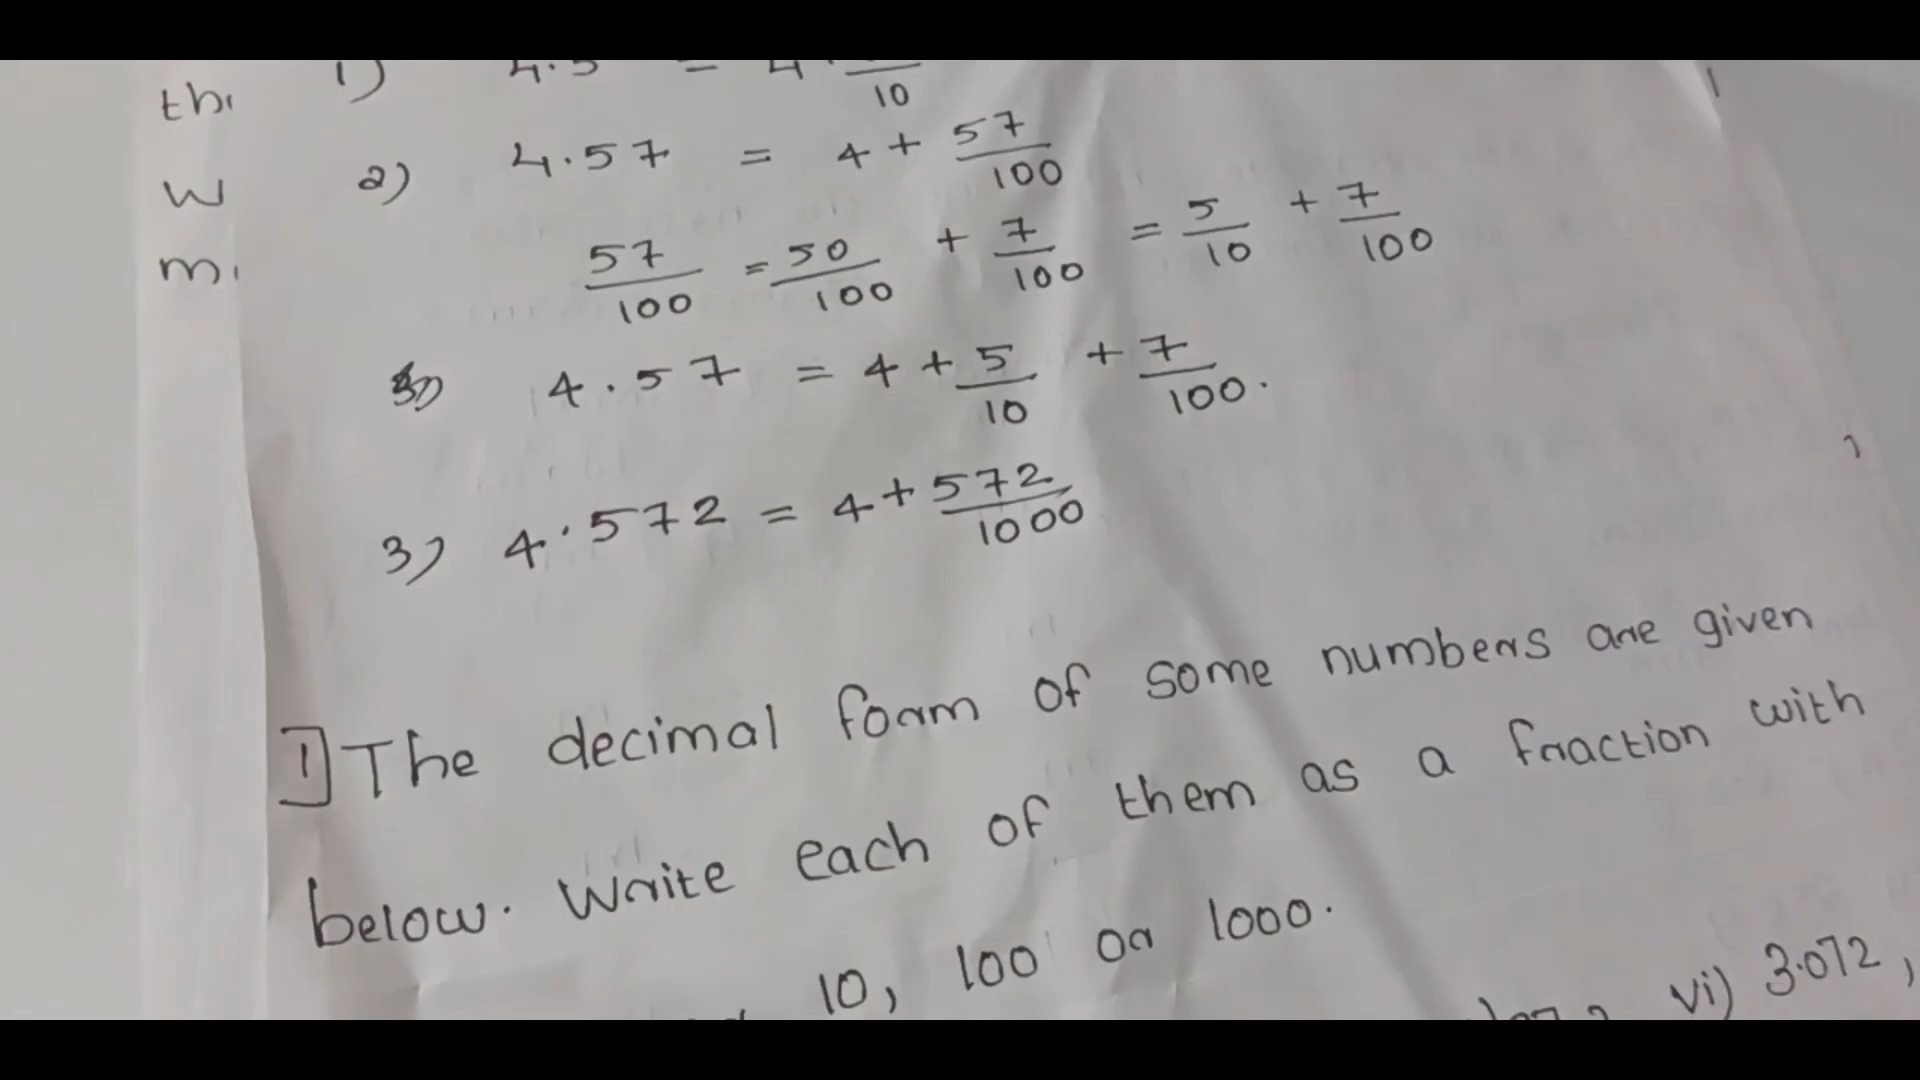 1) 4.5 = 4
10
2) 4.57 = 4 + 57/100
57/100 = 50/100 + 7/100 = 5/10 + 7/100
4.57 = 4 + 5/10 + 7/100.
3) 4.572 = 4 + 572/1000
1] The decimal form of some numbers are given
below. Write each of them as a fraction with
10, 100 or 1000.
vi) 3.072,